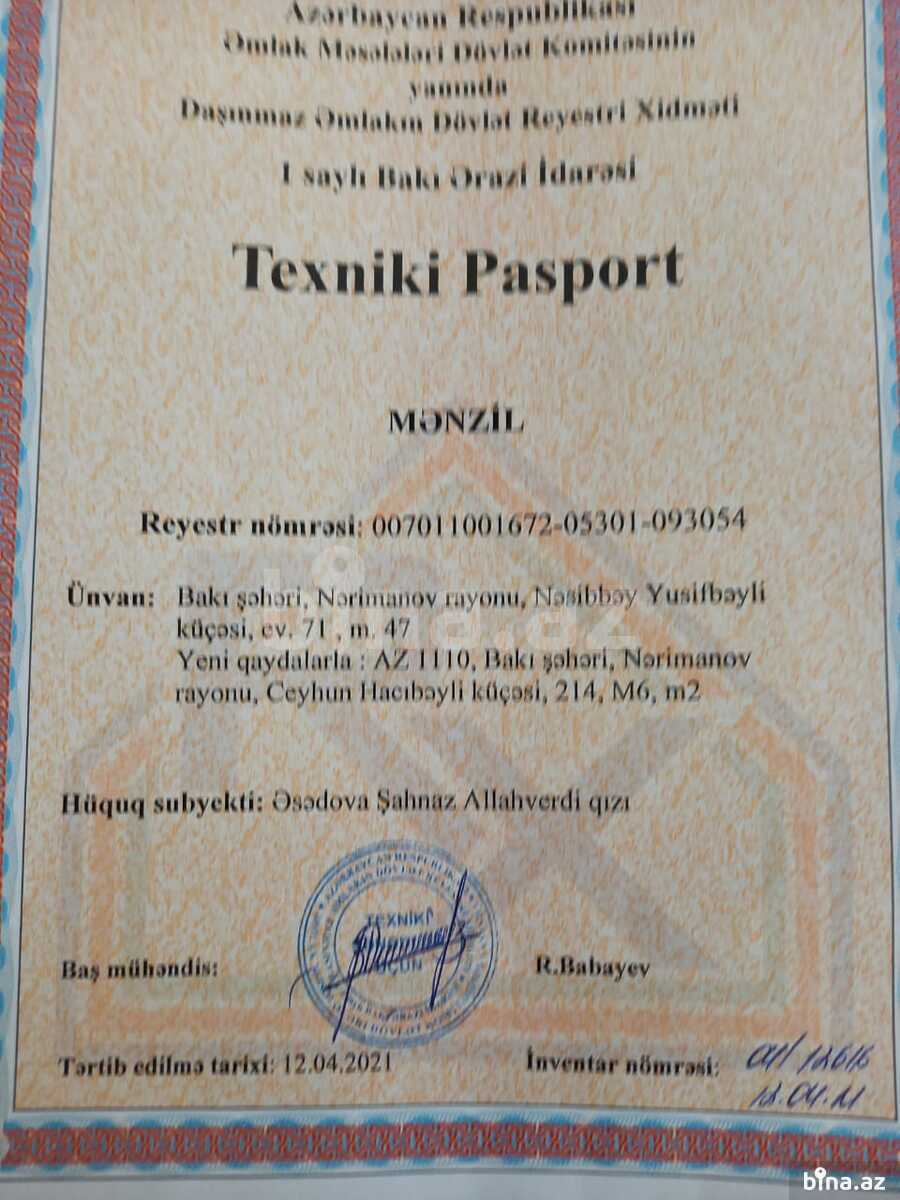 Azərbaycan Respublikası
Əmlak Məsələləri Dövlət Komitəsinin
yanında
Daşınmaz Əmlakın Dövlət Reyestri Xidməti
1 saylı Bakı Ərazi İdarəsi
Texniki Pasport
MƏNZİL
Reyestr nömrəsi: 007011001672-05301-093054
Ünvan: Bakı şəhəri, Nərimanov rayonu, Nəsibbəy Yusifbəyli
küçəsi, ev. 71 , m. 47
Yeni qaydalarla : AZ 1110, Bakı şəhəri, Nərimanov
rayonu, Ceyhun Hacıbəyli küçəsi, 214, M6, m2
Hüquq subyekti: Əsədova Şahnaz Allahverdi qızı
TEXNİKİ
ÜÇÜN
Baş mühəndis: R.Babayev
Tərtib edilmə tarixi: 12.04.2021 İnventar nömrəsi:
12.04.21
bina.az
bina.az